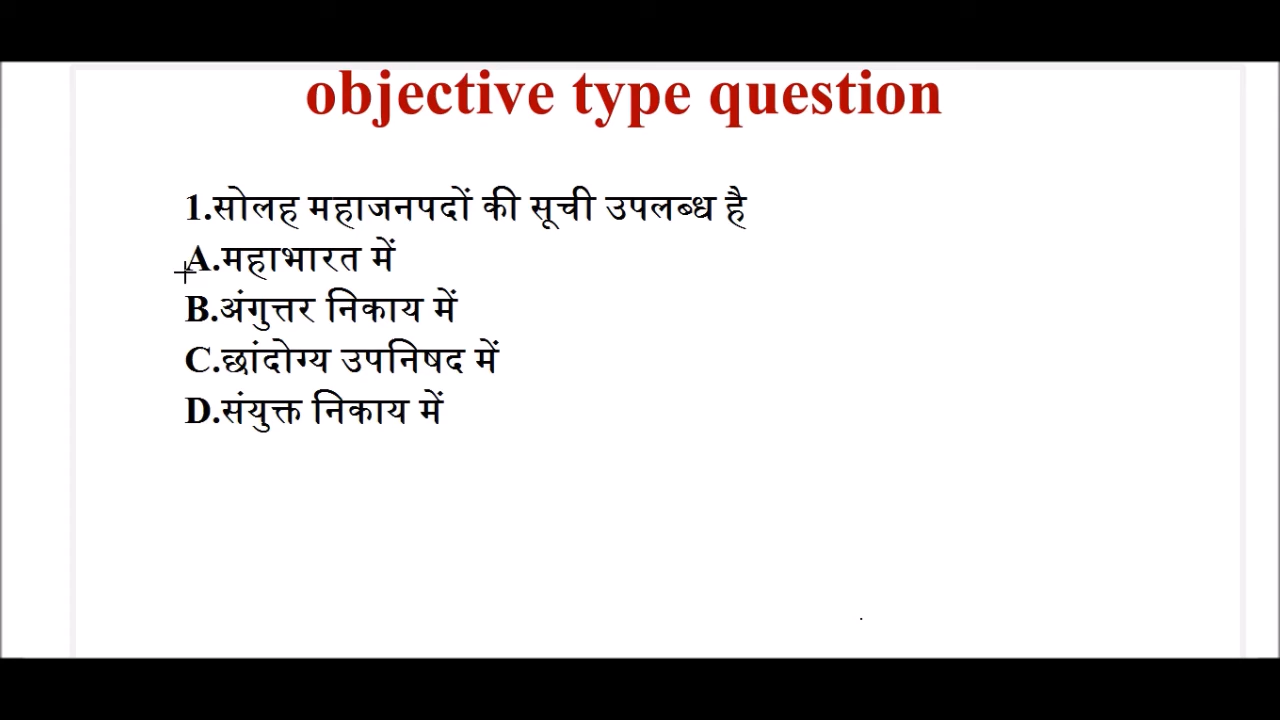 objective type question
1.सोलह महाजनपदों की सूची उपलब्ध है
A.महाभारत में
B.अंगुत्तर निकाय में
C.छांदोग्य उपनिषद में
D.संयुक्त निकाय में